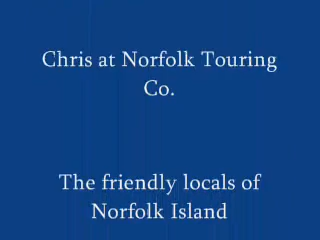 Chris at Norfolk Touring
Co.
The friendly locals of
Norfolk Island